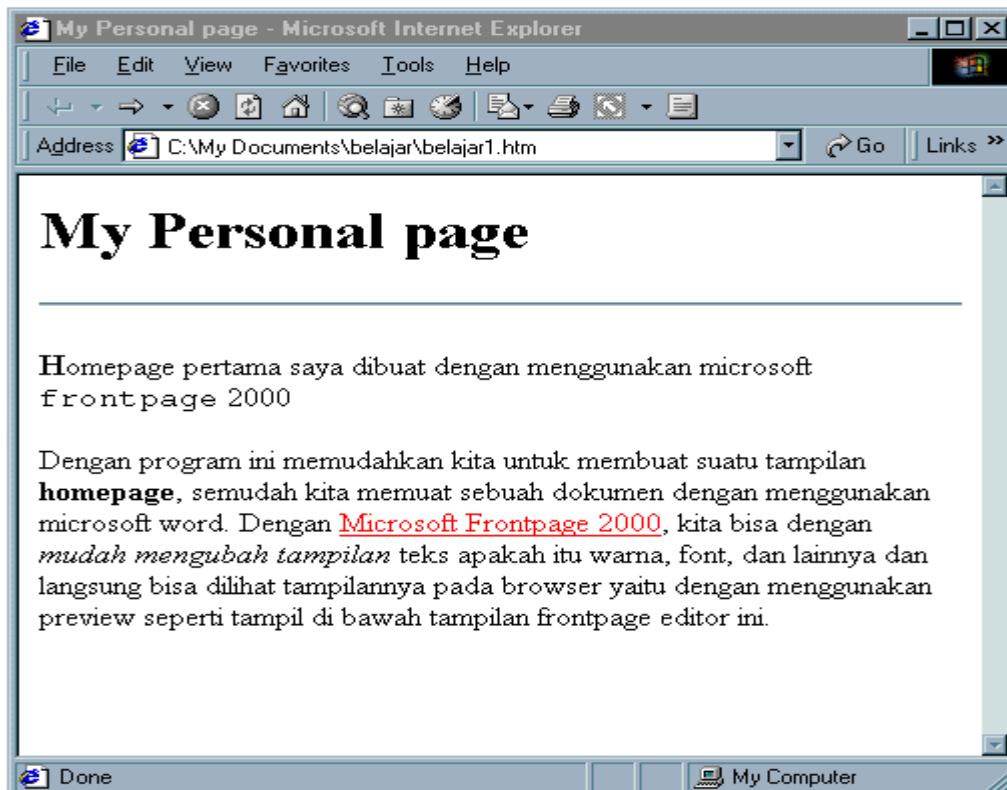 My Personal page - Microsoft Internet Explorer
File Edit View Favorites Tools Help
Address C:\My Documents\belajar\belajar1.htm Go Links »
My Personal page
Homepage pertama saya dibuat dengan menggunakan microsoft
frontpage 2000
Dengan program ini memudahkan kita untuk membuat suatu tampilan
homepage, semudah kita memuat sebuah dokumen dengan menggunakan
microsoft word. Dengan Microsoft Frontpage 2000, kita bisa dengan
mudah mengubah tampilan teks apakah itu warna, font, dan lainnya dan
langsung bisa dilihat tampilannya pada browser yaitu dengan menggunakan
preview seperti tampil di bawah tampilan frontpage editor ini.
Done My Computer